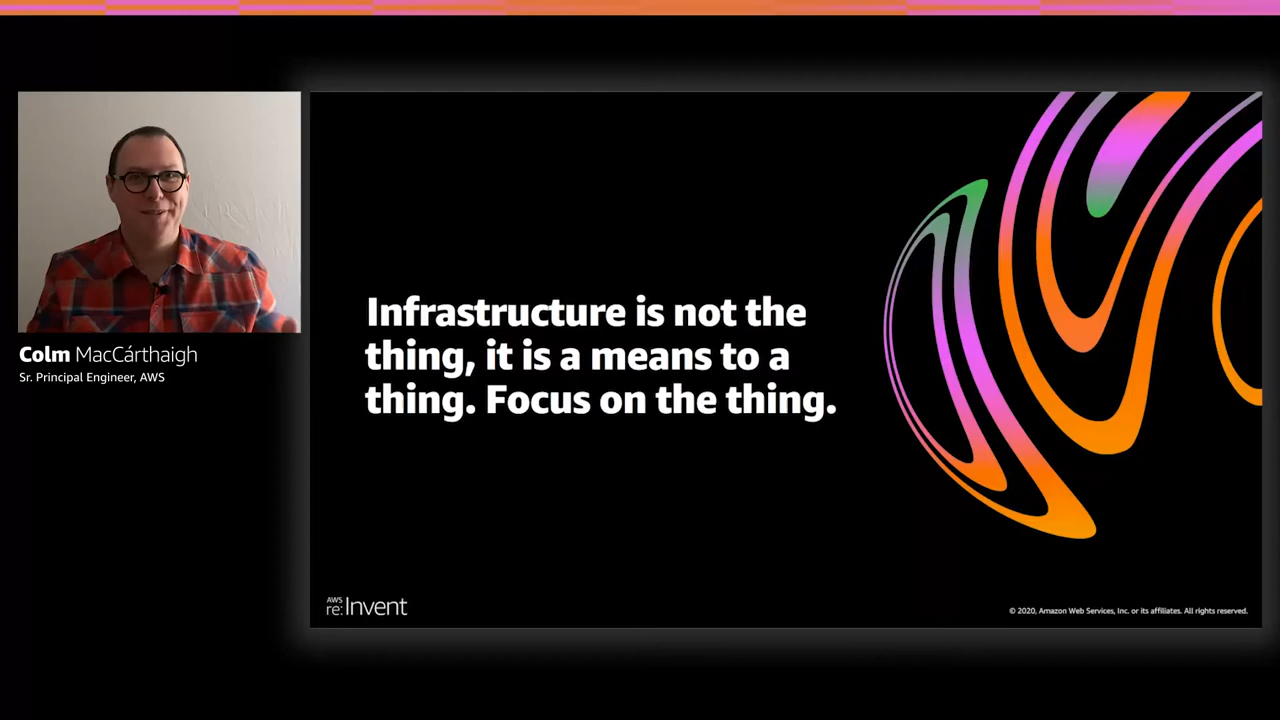 Colm MacCárthaigh
Sr. Principal Engineer, AWS
Infrastructure is not the
thing, it is a means to a
thing. Focus on the thing.
AWS
re:Invent
© 2020, Amazon Web Services, Inc. or its affiliates. All rights reserved.